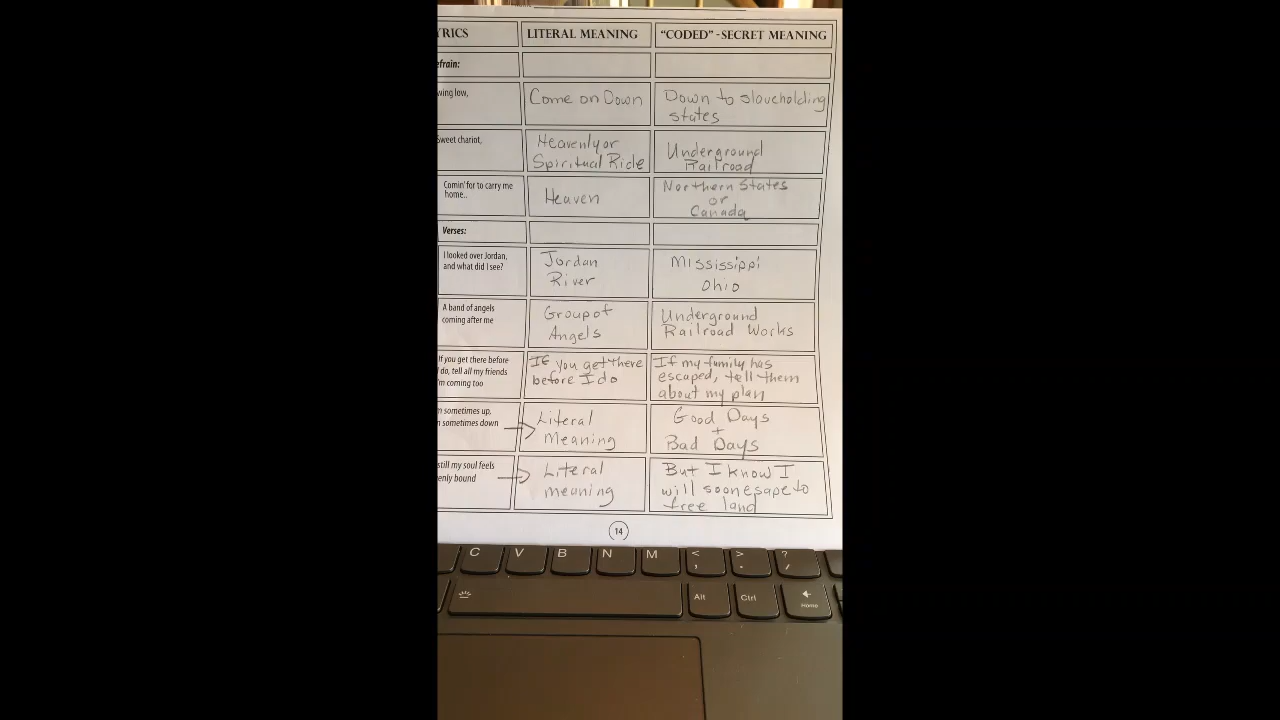 YRICS
LITERAL MEANING
"CODED" - SECRET MEANING
efrain:
wing low,
Come on Down
Down to slaveholding
states
Sweet chariot,
Heavenly or
Spiritual Ride
Underground
Railroad
Comin' for to carry me
home..
Heaven
Northern States
or
Canada
Verses:
I looked over Jordan,
and what did I see?
Jordan
River
Mississippi
Ohio
A band of angels
coming after me
Group of
Angels
Underground
Railroad Works
If you get there before
I do, tell all my friends
I'm coming too
If you get there
before I do
If my family has
escaped, tell them
about my plan
m sometimes up,
m sometimes down
Literal
Meaning
Good Days
+
Bad Days
still my soul feels
enly bound
Literal
meaning
But I know I
will soon esape to
free land
14
C V B N M < , > . ? /
Alt Ctrl Home